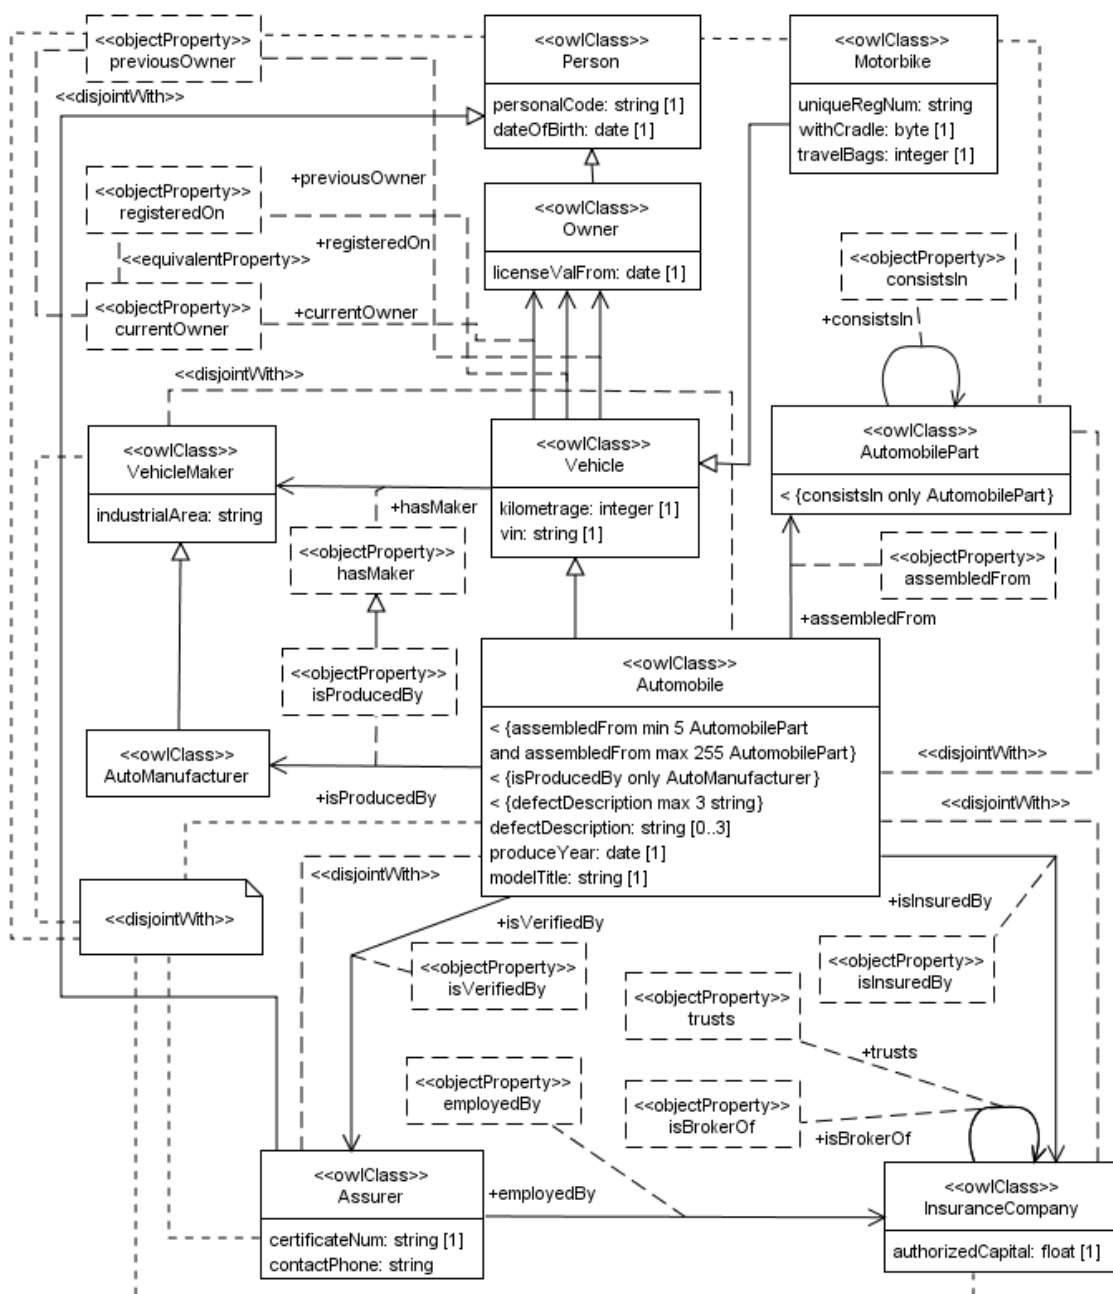 <<objectProperty>>
previousOwner
<<owlClass>>
Person
personalCode: string [1]
dateOfBirth: date [1]
<<owlClass>>
Motorbike
uniqueRegNum: string
withCradle: byte [1]
travelBags: integer [1]
<<disjointWith>>
<<objectProperty>>
registeredOn
+previousOwner
<<owlClass>>
Owner
licenseValFrom: date [1]
+registeredOn
<<equivalentProperty>>
<<objectProperty>>
currentOwner
+currentOwner
<<objectProperty>>
consistsIn
+consistsIn
<<disjointWith>>
<<owlClass>>
VehicleMaker
industrialArea: string
<<owlClass>>
Vehicle
kilometrage: integer [1]
vin: string [1]
<<owlClass>>
AutomobilePart
< {consistsIn only AutomobilePart}
+hasMaker
<<objectProperty>>
hasMaker
<<objectProperty>>
assembledFrom
+assembledFrom
<<objectProperty>>
isProducedBy
<<owlClass>>
Automobile
< {assembledFrom min 5 AutomobilePart
and assembledFrom max 255 AutomobilePart}
< {isProducedBy only AutoManufacturer}
< {defectDescription max 3 string}
defectDescription: string [0..3]
produceYear: date [1]
modelTitle: string [1]
<<owlClass>>
AutoManufacturer
+isProducedBy
<<disjointWith>>
<<disjointWith>>
<<disjointWith>>
<<disjointWith>>
+isVerifiedBy
<<objectProperty>>
isVerifiedBy
+isInsuredBy
<<objectProperty>>
isInsuredBy
<<objectProperty>>
trusts
+trusts
<<objectProperty>>
employedBy
<<objectProperty>>
isBrokerOf
+isBrokerOf
<<owlClass>>
Assurer
certificateNum: string [1]
contactPhone: string
+employedBy
<<owlClass>>
InsuranceCompany
authorizedCapital: float [1]